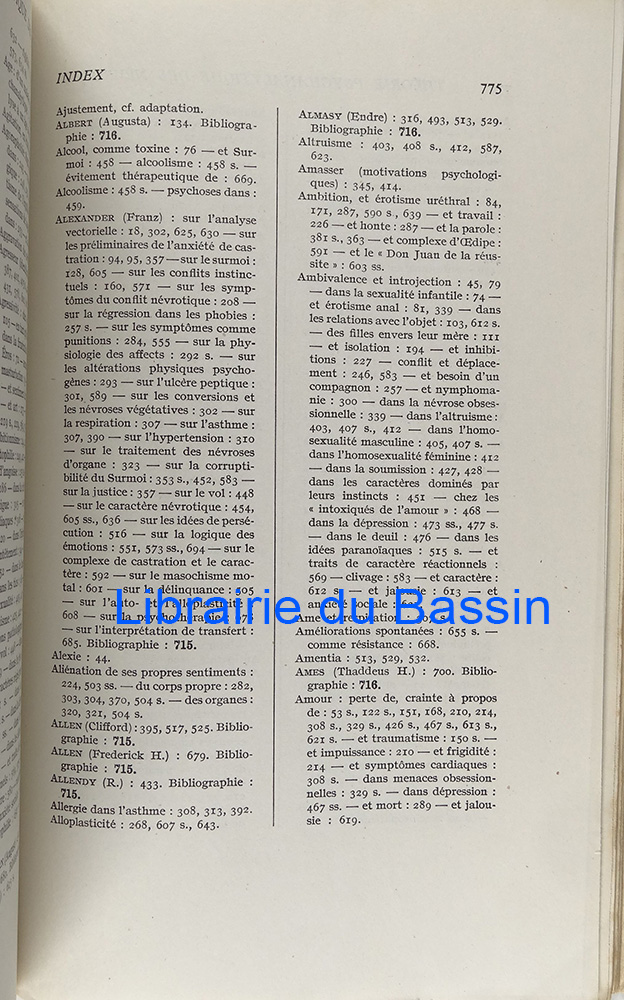 INDEX
775
Ajustement, cf. adaptation.
ALBERT (Augusta) : 134. Bibliogra-
phie : 716.
Alcool, comme toxine : 76 — et Sur-
moi : 458 — alcoolisme : 458 s. —
évitement thérapeutique de : 669.
Alcoolisme : 458 s. — psychoses dans :
459.
ALEXANDER (Franz) : sur l'analyse
vectorielle : 18, 302, 625, 630 — sur
les préliminaires de l'anxiété de cas-
tration : 94, 95, 357 — sur le surmoi :
128, 605 — sur les conflits instinc-
tuels : 160, 571 — sur les symp-
tômes du conflit névrotique : 208 —
sur la régression dans les phobies :
257 s. — sur les symptômes comme
punitions : 284, 555 — sur la phy-
siologie des affects : 292 s. — sur
les altérations physiques psycho-
gènes : 293 — sur l'ulcère peptique :
301, 589 — sur les conversions et
les névroses végétatives : 302 — sur
la respiration : 307 — sur l'asthme :
307, 390 — sur l'hypertension : 310
— sur le traitement des névroses
d'organe : 323 — sur la corrupti-
bilité du Surmoi : 353 s., 452, 583 —
sur la justice : 357 — sur le vol : 448
— sur le caractère névrotique : 454,
605 ss., 636 — sur les idées de persé-
cution : 516 — sur la logique des
émotions : 551, 573 ss., 694 — sur le
complexe de castration et le carac-
tère : 592 — sur le masochisme mo-
tal : 601 — sur la délinquance : 605
— sur l'auto- et l'alloplasticité :
608 — sur la psychothérapie :
— sur l'interprétation de transfert :
685. Bibliographie : 715.
Alexie : 44.
Aliénation de ses propres sentiments :
224, 503 ss. — du corps propre : 282,
303, 304, 370, 504 s. — des organes :
320, 321, 504 s.
ALLEN (Clifford) : 395, 517, 525. Biblio-
graphie : 715.
ALLEN (Frederick H.) : 679. Biblio-
graphie : 715.
ALLENDY (R.) : 433. Bibliographie :
715.
Allergie dans l'asthme : 308, 313, 392.
Alloplasticité : 268, 607 s., 643.
ALMASY (Endre) : 316, 493, 513, 529.
Bibliographie : 716.
Altruisme : 403, 408 s., 412, 587,
623.
Amasser (motivations psychologi-
ques) : 345, 414.
Ambition, et érotisme uréthral : 84,
171, 287, 590 s., 639 — et travail :
226 — et honte : 287 — et la parole :
381 s., 363 — et complexe d'Œdipe :
591 — et le « Don Juan de la réus-
site » : 603 ss.
Ambivalence et introjection : 45, 79
— dans la sexualité infantile : 74 —
et érotisme anal : 81, 339 — dans
les relations avec l'objet : 103, 612 s.
— des filles envers leur mère : 111
— et isolation : 194 — et inhibi-
tions : 227 — conflit et déplace-
ment : 246, 583 — et besoin d'un
compagnon : 257 — et nymphoma-
nie : 300 — dans la névrose obses-
sionnelle : 339 — dans l'altruisme:
403, 407 s., 412 — dans l'homo-
sexualité masculine : 405, 407 s. —
dans l'homosexualité féminine : 412
— dans la soumission : 427, 428 —
dans les caractères dominés par
leurs instincts : 451 — chez les
« intoxiqués de l'amour » : 468 —
dans la dépression : 473 ss., 477 s.
— dans le deuil : 476 — dans les
idées paranoïaques : 515 s. — et
traits de caractère réactionnels :
569 — clivage : 583 — et caractère :
612 s. — et jalousie : 613 — et
anxiété sociale :
Ame et respiration :
Améliorations spontanées : 655 s. —
comme résistance : 668.
Amentia : 513, 529, 532.
AMES (Thaddeus H.) : 700. Biblio-
graphie : 716.
Amour : perte de, crainte à propos
de : 53 s., 122 s., 151, 168, 210, 214,
308 s., 329 s., 426 s., 467 s., 613 s.,
621 s. — et traumatisme : 150 s. —
et impuissance : 210 — et frigidité :
214 — et symptômes cardiaques :
308 s. — dans menaces obsession-
nelles : 329 s. — dans dépression :
467 ss. — et mort : 289 — et jalou-
sie : 619.
Librairie du Bassin